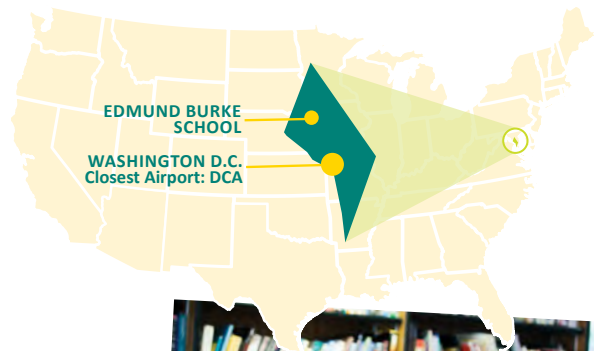 EDMUND BURKE
SCHOOL
WASHINGTON D.C.
Closest Airport: DCA